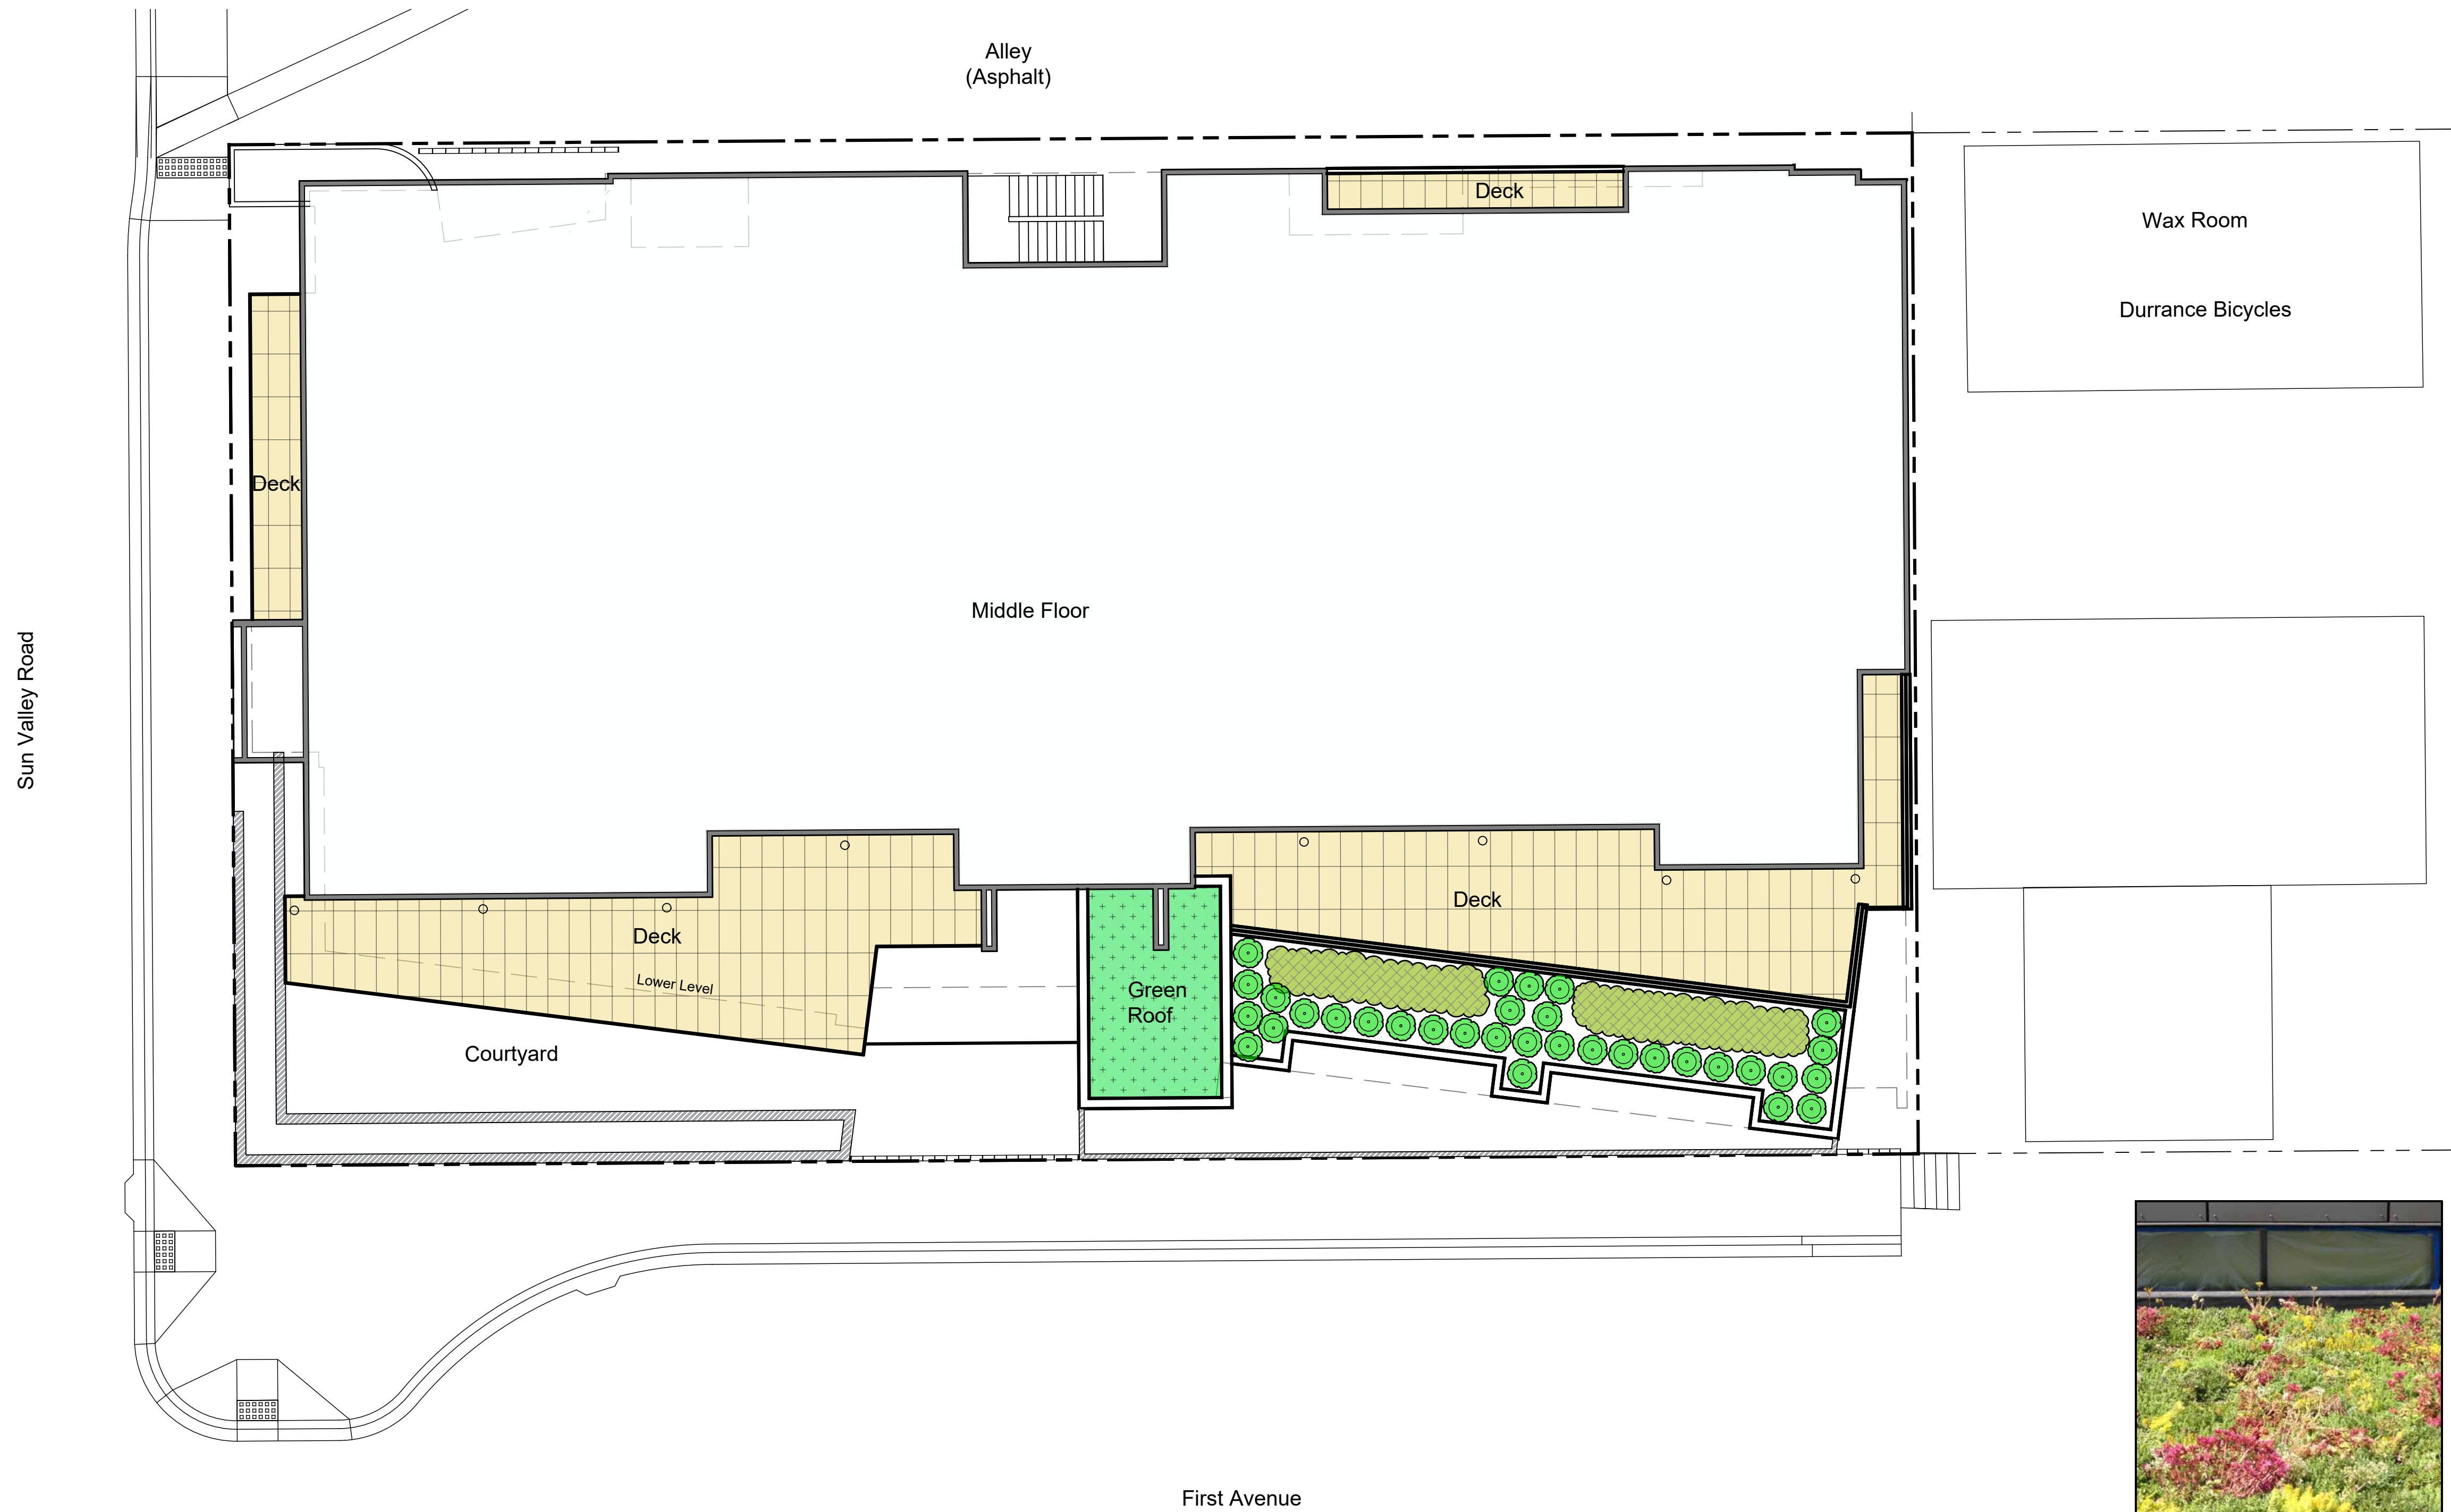 Alley
(Asphalt)
Deck
Wax Room
Durrance Bicycles
Deck
Middle Floor
Sun Valley Road
Deck
Deck
Lower Level
Green
Roof
Courtyard
First Avenue